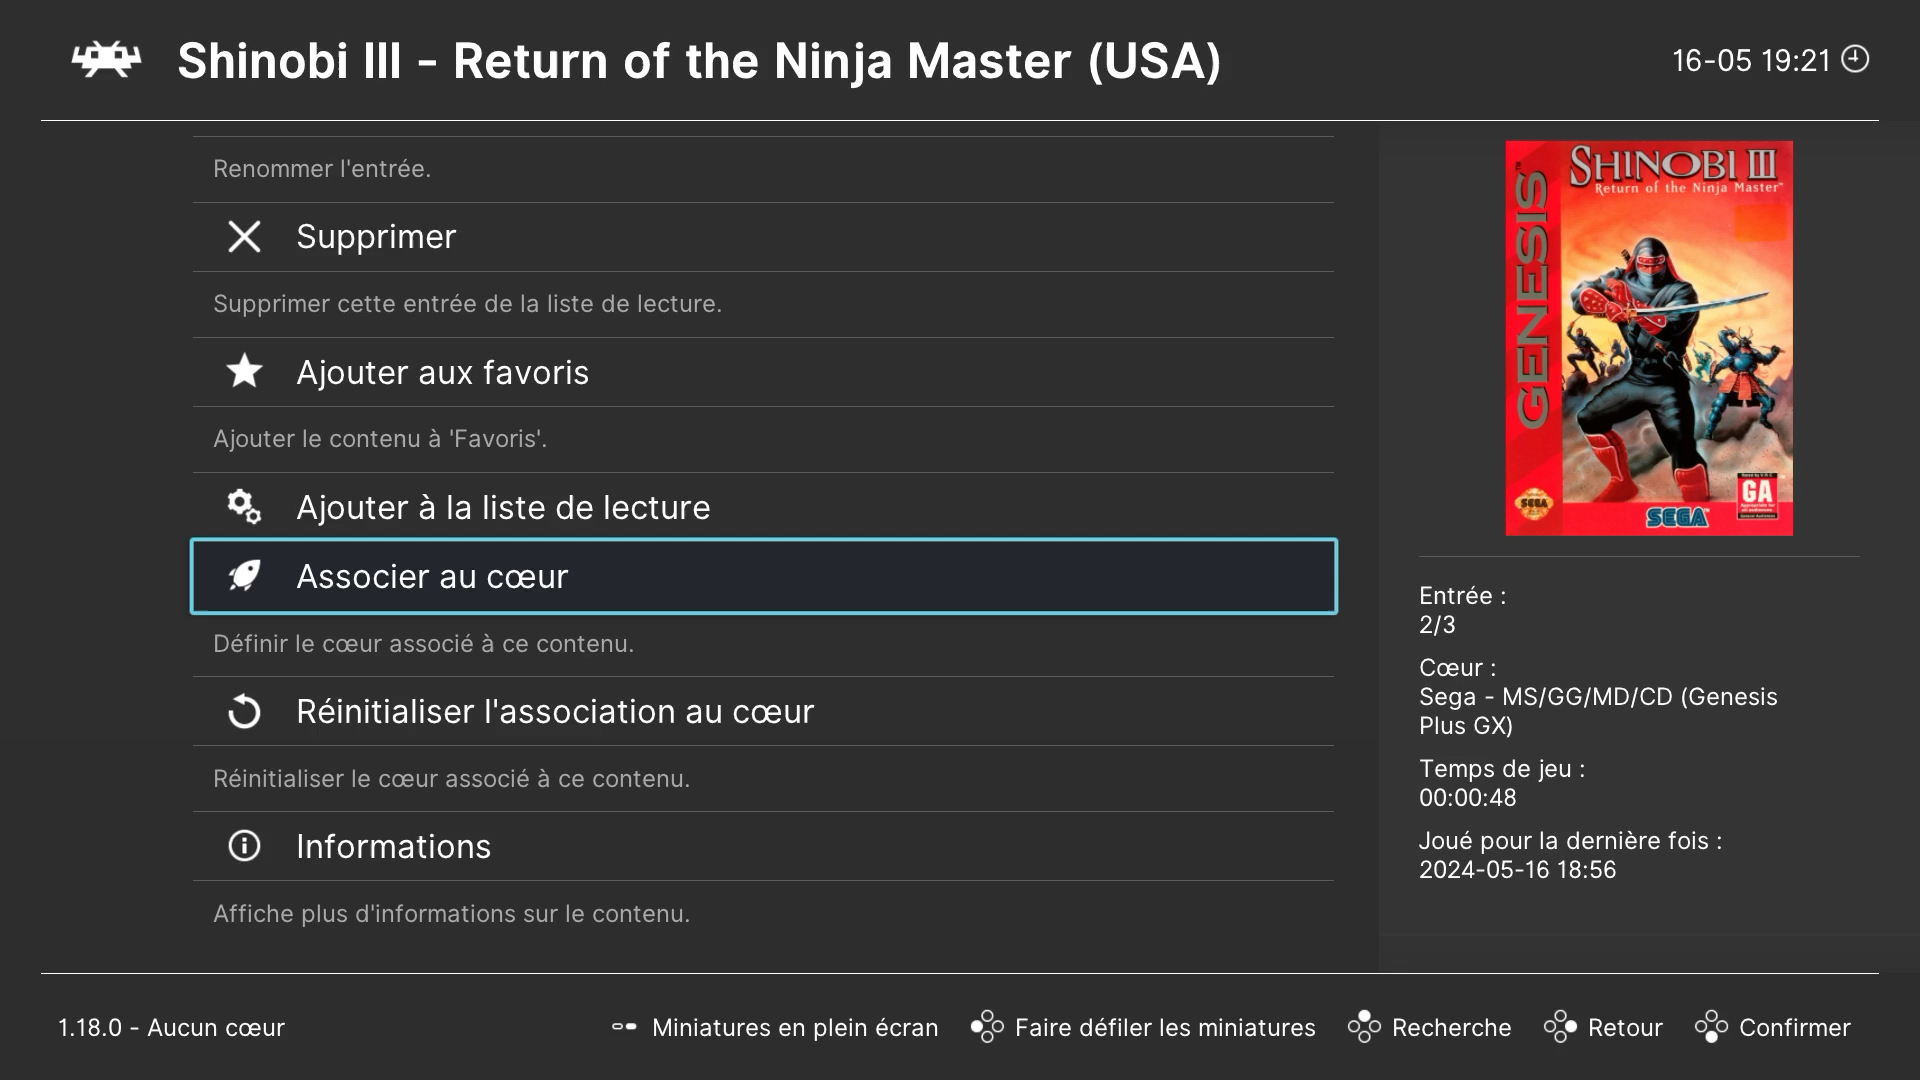 Shinobi III - Return of the Ninja Master (USA)
16-05 19:21
Renommer l'entrée.
Supprimer
Supprimer cette entrée de la liste de lecture.
Ajouter aux favoris
Ajouter le contenu à 'Favoris'.
Ajouter à la liste de lecture
Associer au cœur
Définir le cœur associé à ce contenu.
Réinitialiser l'association au cœur
Réinitialiser le cœur associé à ce contenu.
Informations
Affiche plus d'informations sur le contenu.
GENESIS
SHINOBI III
Return of the Ninja Master™
SEGA
SEGA™
GA
Entrée :
2/3
Cœur :
Sega - MS/GG/MD/CD (Genesis
Plus GX)
Temps de jeu :
00:00:48
Joué pour la dernière fois :
2024-05-16 18:56
1.18.0 - Aucun cœur
Miniatures en plein écran
Faire défiler les miniatures
Recherche
Retour
Confirmer